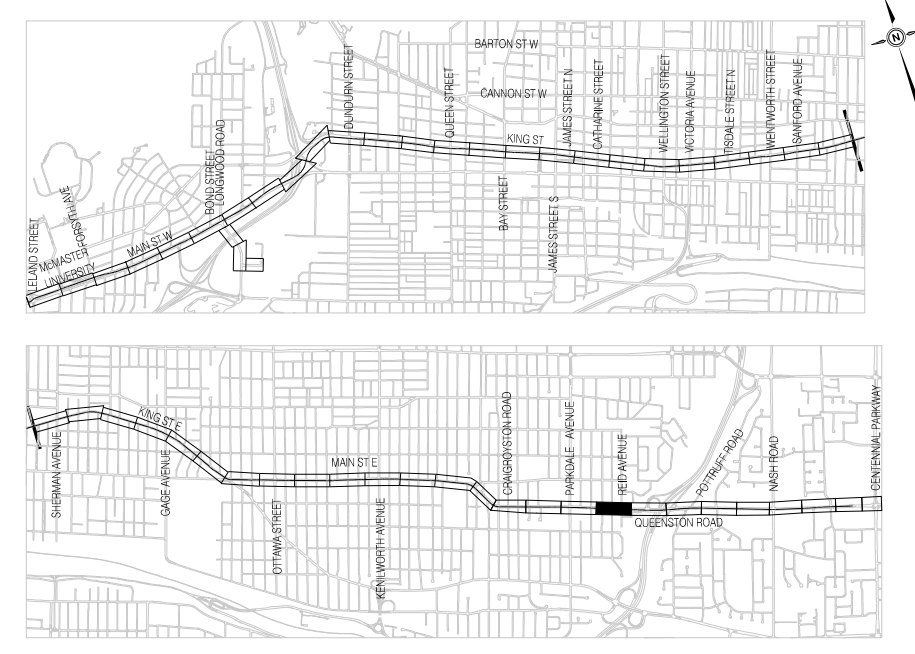 N
BARTON ST W
CANNON ST W
DUNDURN STREET
QUEEN STREET
JAMES STREET N
CATHARINE STREET
WELLINGTON STREET
VICTORIA AVENUE
TISDALE STREET N
WENTWORTH STREET
SANFORD AVENUE
KING ST
BOND STREET
LONGWOOD ROAD
FORSYTH AVE
LELAND STREET
McMASTER
UNIVERSITY
MAIN ST W
BAY STREET
JAMES STREET S
KING ST E
SHERMAN AVENUE
GAGE AVENUE
MAIN ST E
OTTAWA STREET
KENILWORTH AVENUE
CRAIGROYSTON ROAD
PARKDALE AVENUE
REID AVENUE
POTTRUFF ROAD
NASH ROAD
CENTENNIAL PARKWAY
QUEENSTON ROAD